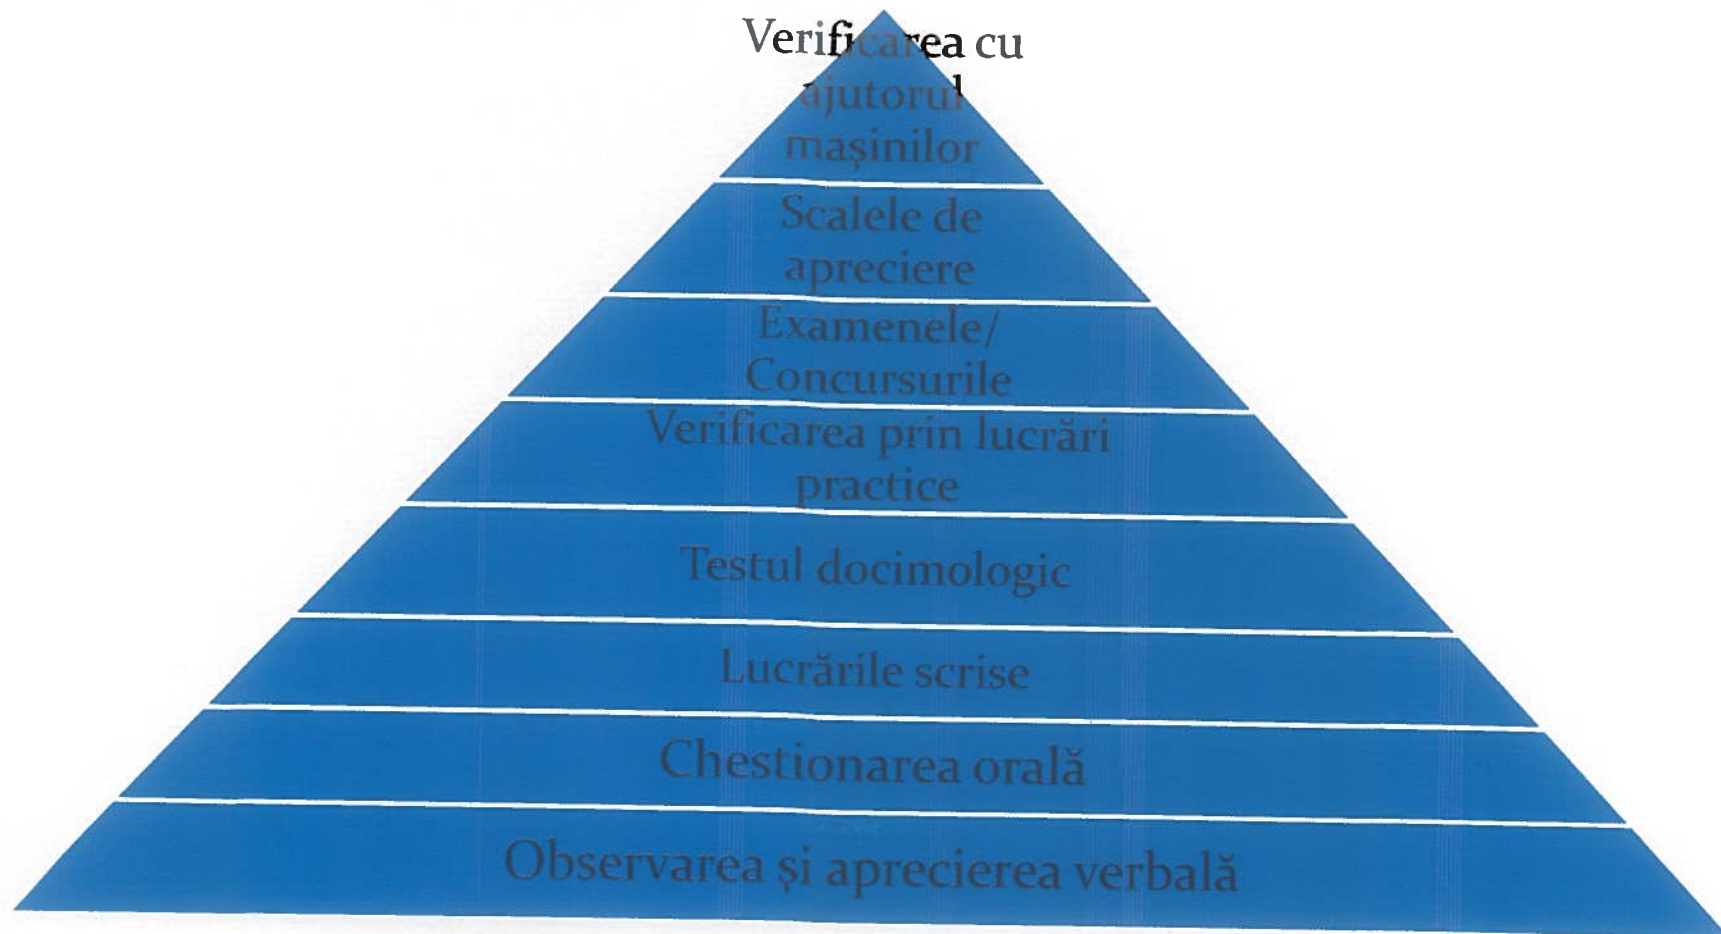 Verificarea cu
ajutorul
mașinilor
Scalele de
apreciere
Examenele/
Concursurile
Verificarea prin lucrări
practice
Testul docimologic
Lucrările scrise
Chestionarea orală
Observarea și aprecierea verbală